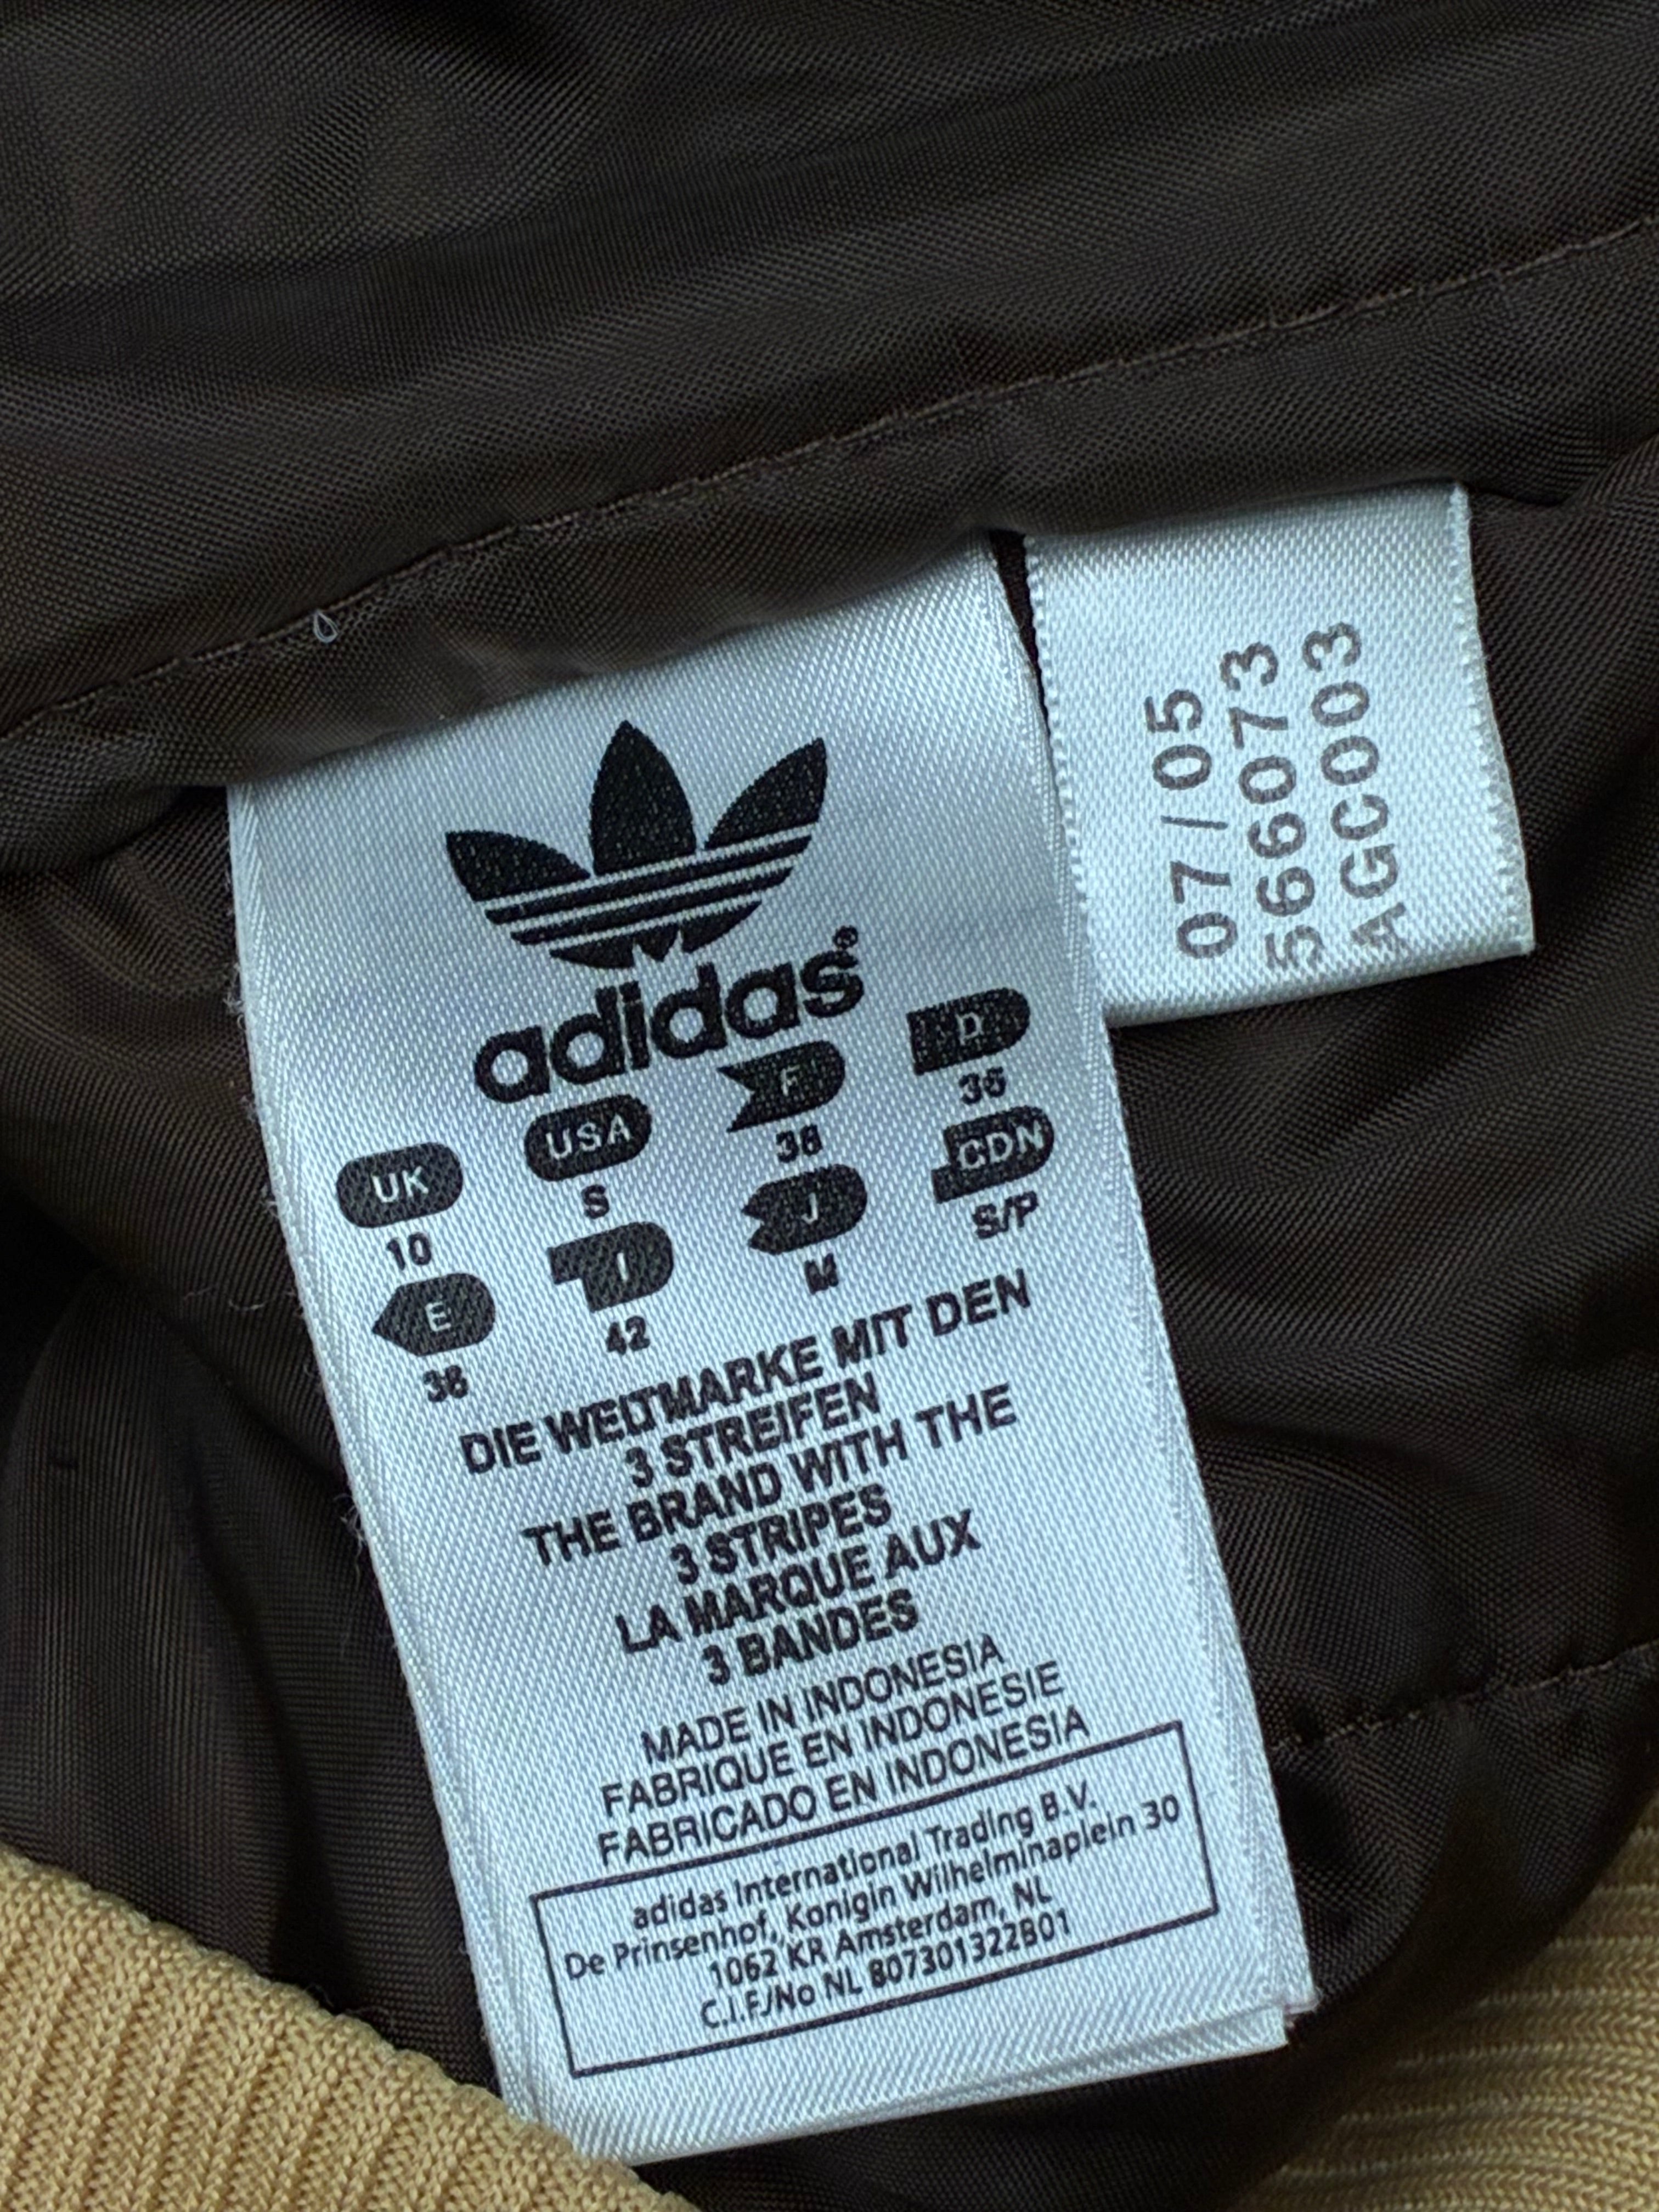 adidas®
UK USA F D
10 S 38 36
E I J CDN
38 42 M S/P
DIE WELTMARKE MIT DEN
3 STREIFEN
THE BRAND WITH THE
3 STRIPES
LA MARQUE AUX
3 BANDES
MADE IN INDONESIA
FABRIQUE EN INDONESIE
FABRICADO EN INDONESIA
adidas International Trading B.V.
De Prinsenhof, Konigin Wilhelminaplein 30
1062 KR Amsterdam, NL
C.I.F./No NL 807301322B01
07/05
566073
AGC003